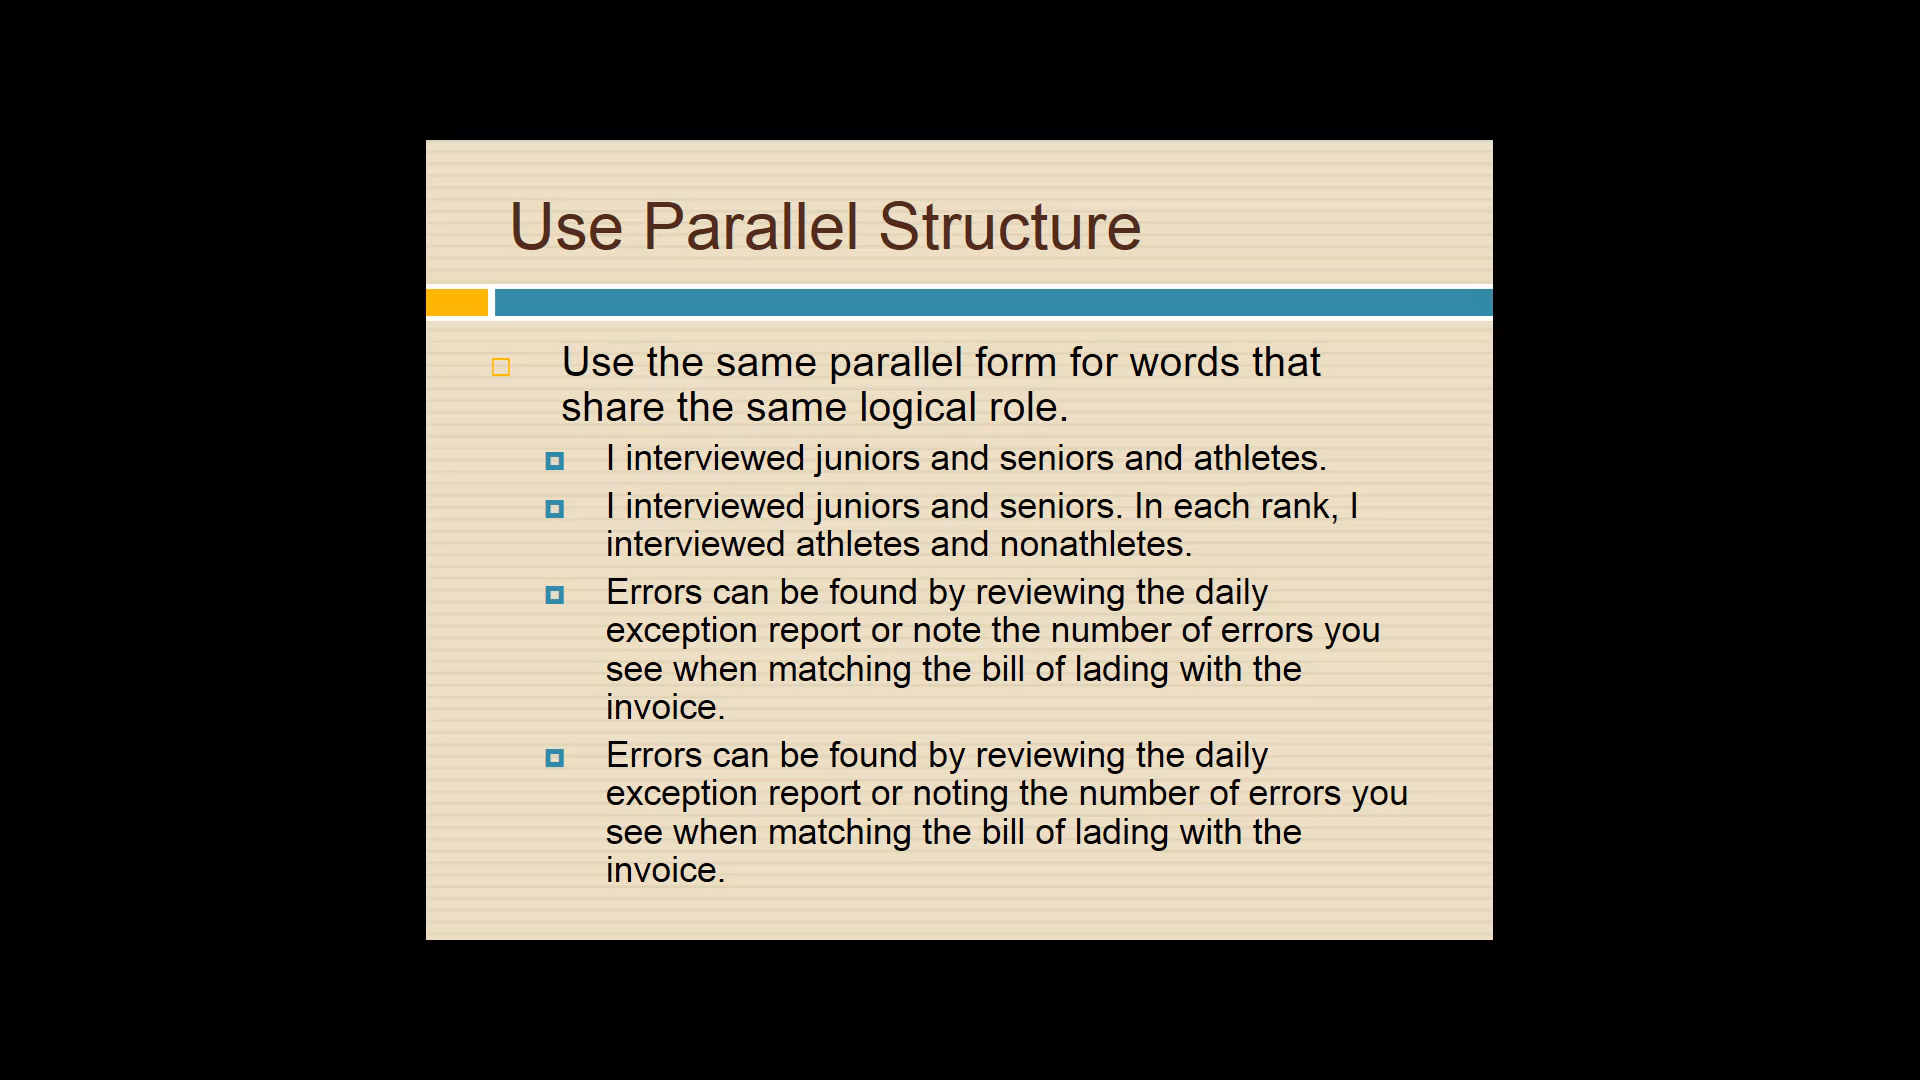 Use Parallel Structure
Use the same parallel form for words that
share the same logical role.
I interviewed juniors and seniors and athletes.
I interviewed juniors and seniors. In each rank, I
interviewed athletes and nonathletes.
Errors can be found by reviewing the daily
exception report or note the number of errors you
see when matching the bill of lading with the
invoice.
Errors can be found by reviewing the daily
exception report or noting the number of errors you
see when matching the bill of lading with the
invoice.